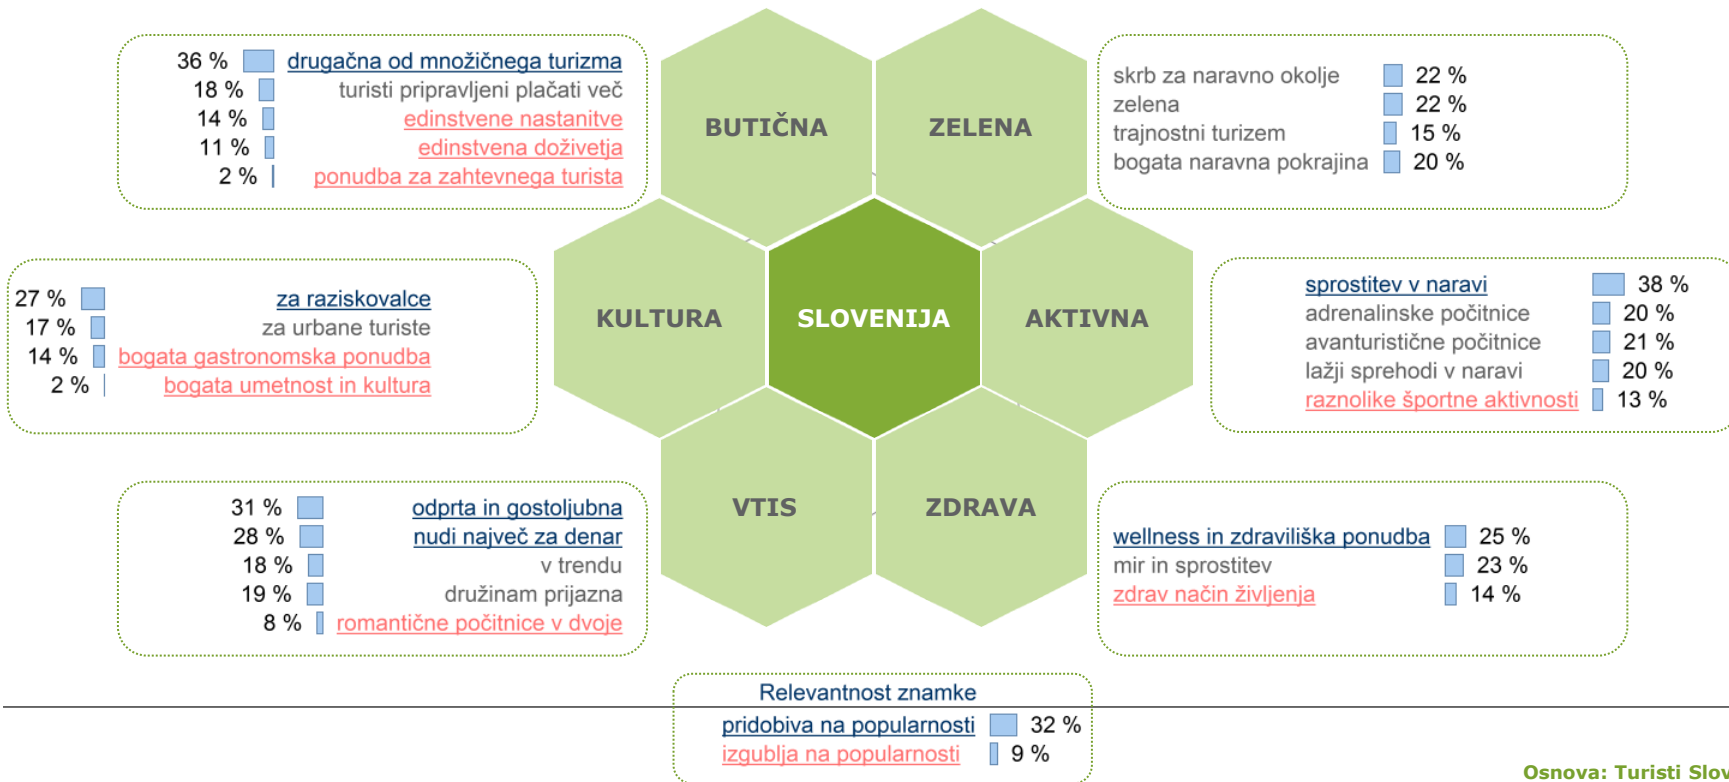 36 % drugačna od množičnega turizma
18 % turisti pripravljeni plačati več
14 % edinstvene nastanitve
11 % edinstvena doživetja
2 % ponudba za zahtevnega turista
BUTIČNA
ZELENA
skrb za naravno okolje 22 %
zelena 22 %
trajnostni turizem 15 %
bogata naravna pokrajina 20 %
27 % za raziskovalce
17 % za urbane turiste
14 % bogata gastronomska ponudba
2 % bogata umetnost in kultura
KULTURA
SLOVENIJA
AKTIVNA
sprostitev v naravi 38 %
adrenalinske počitnice 20 %
avanturistične počitnice 21 %
lažji sprehodi v naravi 20 %
raznolike športne aktivnosti 13 %
31 % odprta in gostoljubna
28 % nudi največ za denar
18 % v trendu
19 % družinam prijazna
8 % romantične počitnice v dvoje
VTIS
ZDRAVA
wellness in zdraviliška ponudba 25 %
mir in sprostitev 23 %
zdrav način življenja 14 %
Relevantnost znamke
pridobiva na popularnosti 32 %
izgublja na popularnosti 9 %
Osnova: Turisti Slov